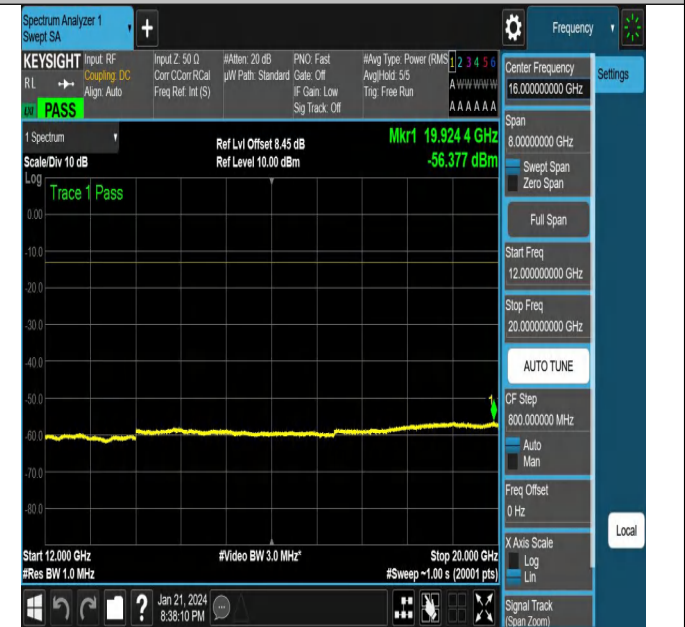 Spectrum Analyzer 1
Swept SA
+
Frequency
KEYSIGHT
RL
Input: RF
Coupling: DC
Align: Auto
Input Z: 50 Ω
Corr CCorr RCal
Freq Ref: Int (S)
#Atten: 20 dB
µW Path: Standard
PNO: Fast
Gate: Off
IF Gain: Low
Sig Track: Off
#Avg Type: Power (RMS
Avg|Hold: 5/5
Trig: Free Run
1 2 3 4 5 6
A W W W W W
A A A A A A
PASS
1 Spectrum
Scale/Div 10 dB
Log
Ref Lvl Offset 8.45 dB
Ref Level 10.00 dBm
Mkr1 19.924 4 GHz
-56.377 dBm
Trace 1 Pass
0.00
-10.0
-20.0
-30.0
-40.0
-50.0
-60.0
-70.0
-80.0
1
Start 12.000 GHz
#Res BW 1.0 MHz
#Video BW 3.0 MHz*
Stop 20.000 GHz
#Sweep ~1.00 s (20001 pts)
?
Jan 21, 2024
8:38:10 PM
Center Frequency
16.000000000 GHz
Span
8.00000000 GHz
Swept Span
Zero Span
Full Span
Start Freq
12.000000000 GHz
Stop Freq
20.000000000 GHz
AUTO TUNE
CF Step
800.000000 MHz
Auto
Man
Freq Offset
0 Hz
X Axis Scale
Log
Lin
Signal Track
(Span Zoom)
Settings
Local